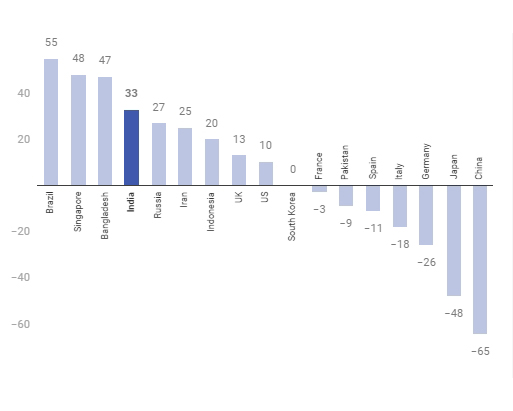 55
48
47
33
27
25
20
13
10
0
−3
−9
−11
−18
−26
−48
−65
40
20
−20
−40
−60
Brazil
Singapore
Bangladesh
India
Russia
Iran
Indonesia
UK
US
South Korea
France
Pakistan
Spain
Italy
Germany
Japan
China